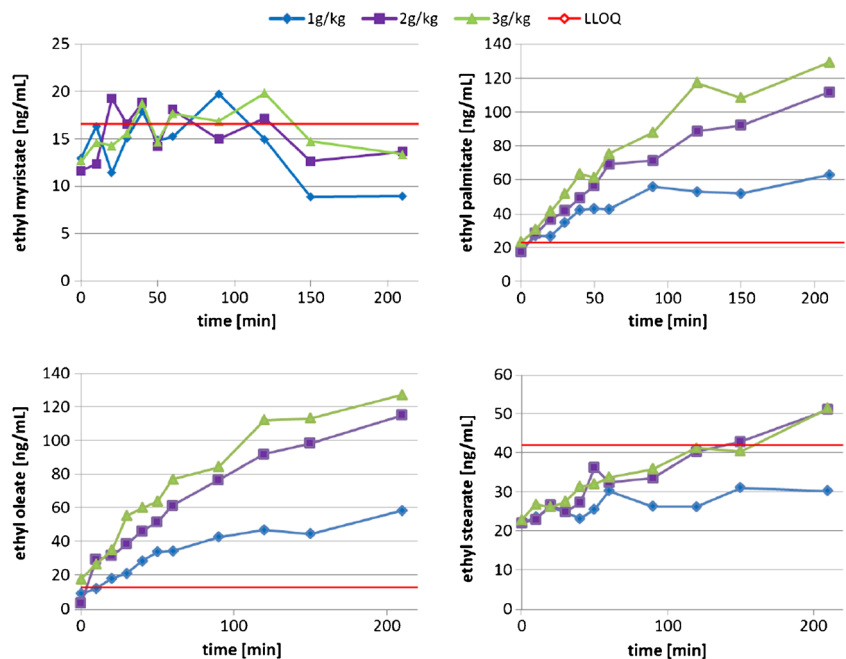 1g/kg 2g/kg 3g/kg LLOQ
ethyl myristate [ng/mL]
25
20
15
10
5
0
0 50 100 150 200
time [min]
ethyl palmitate [ng/mL]
140
120
100
80
60
40
20
0
0 50 100 150 200
time [min]
ethyl oleate [ng/mL]
140
120
100
80
60
40
20
0
0 100 200
time [min]
ethyl stearate [ng/mL]
60
50
40
30
20
10
0
0 50 100 150 200
time [min]